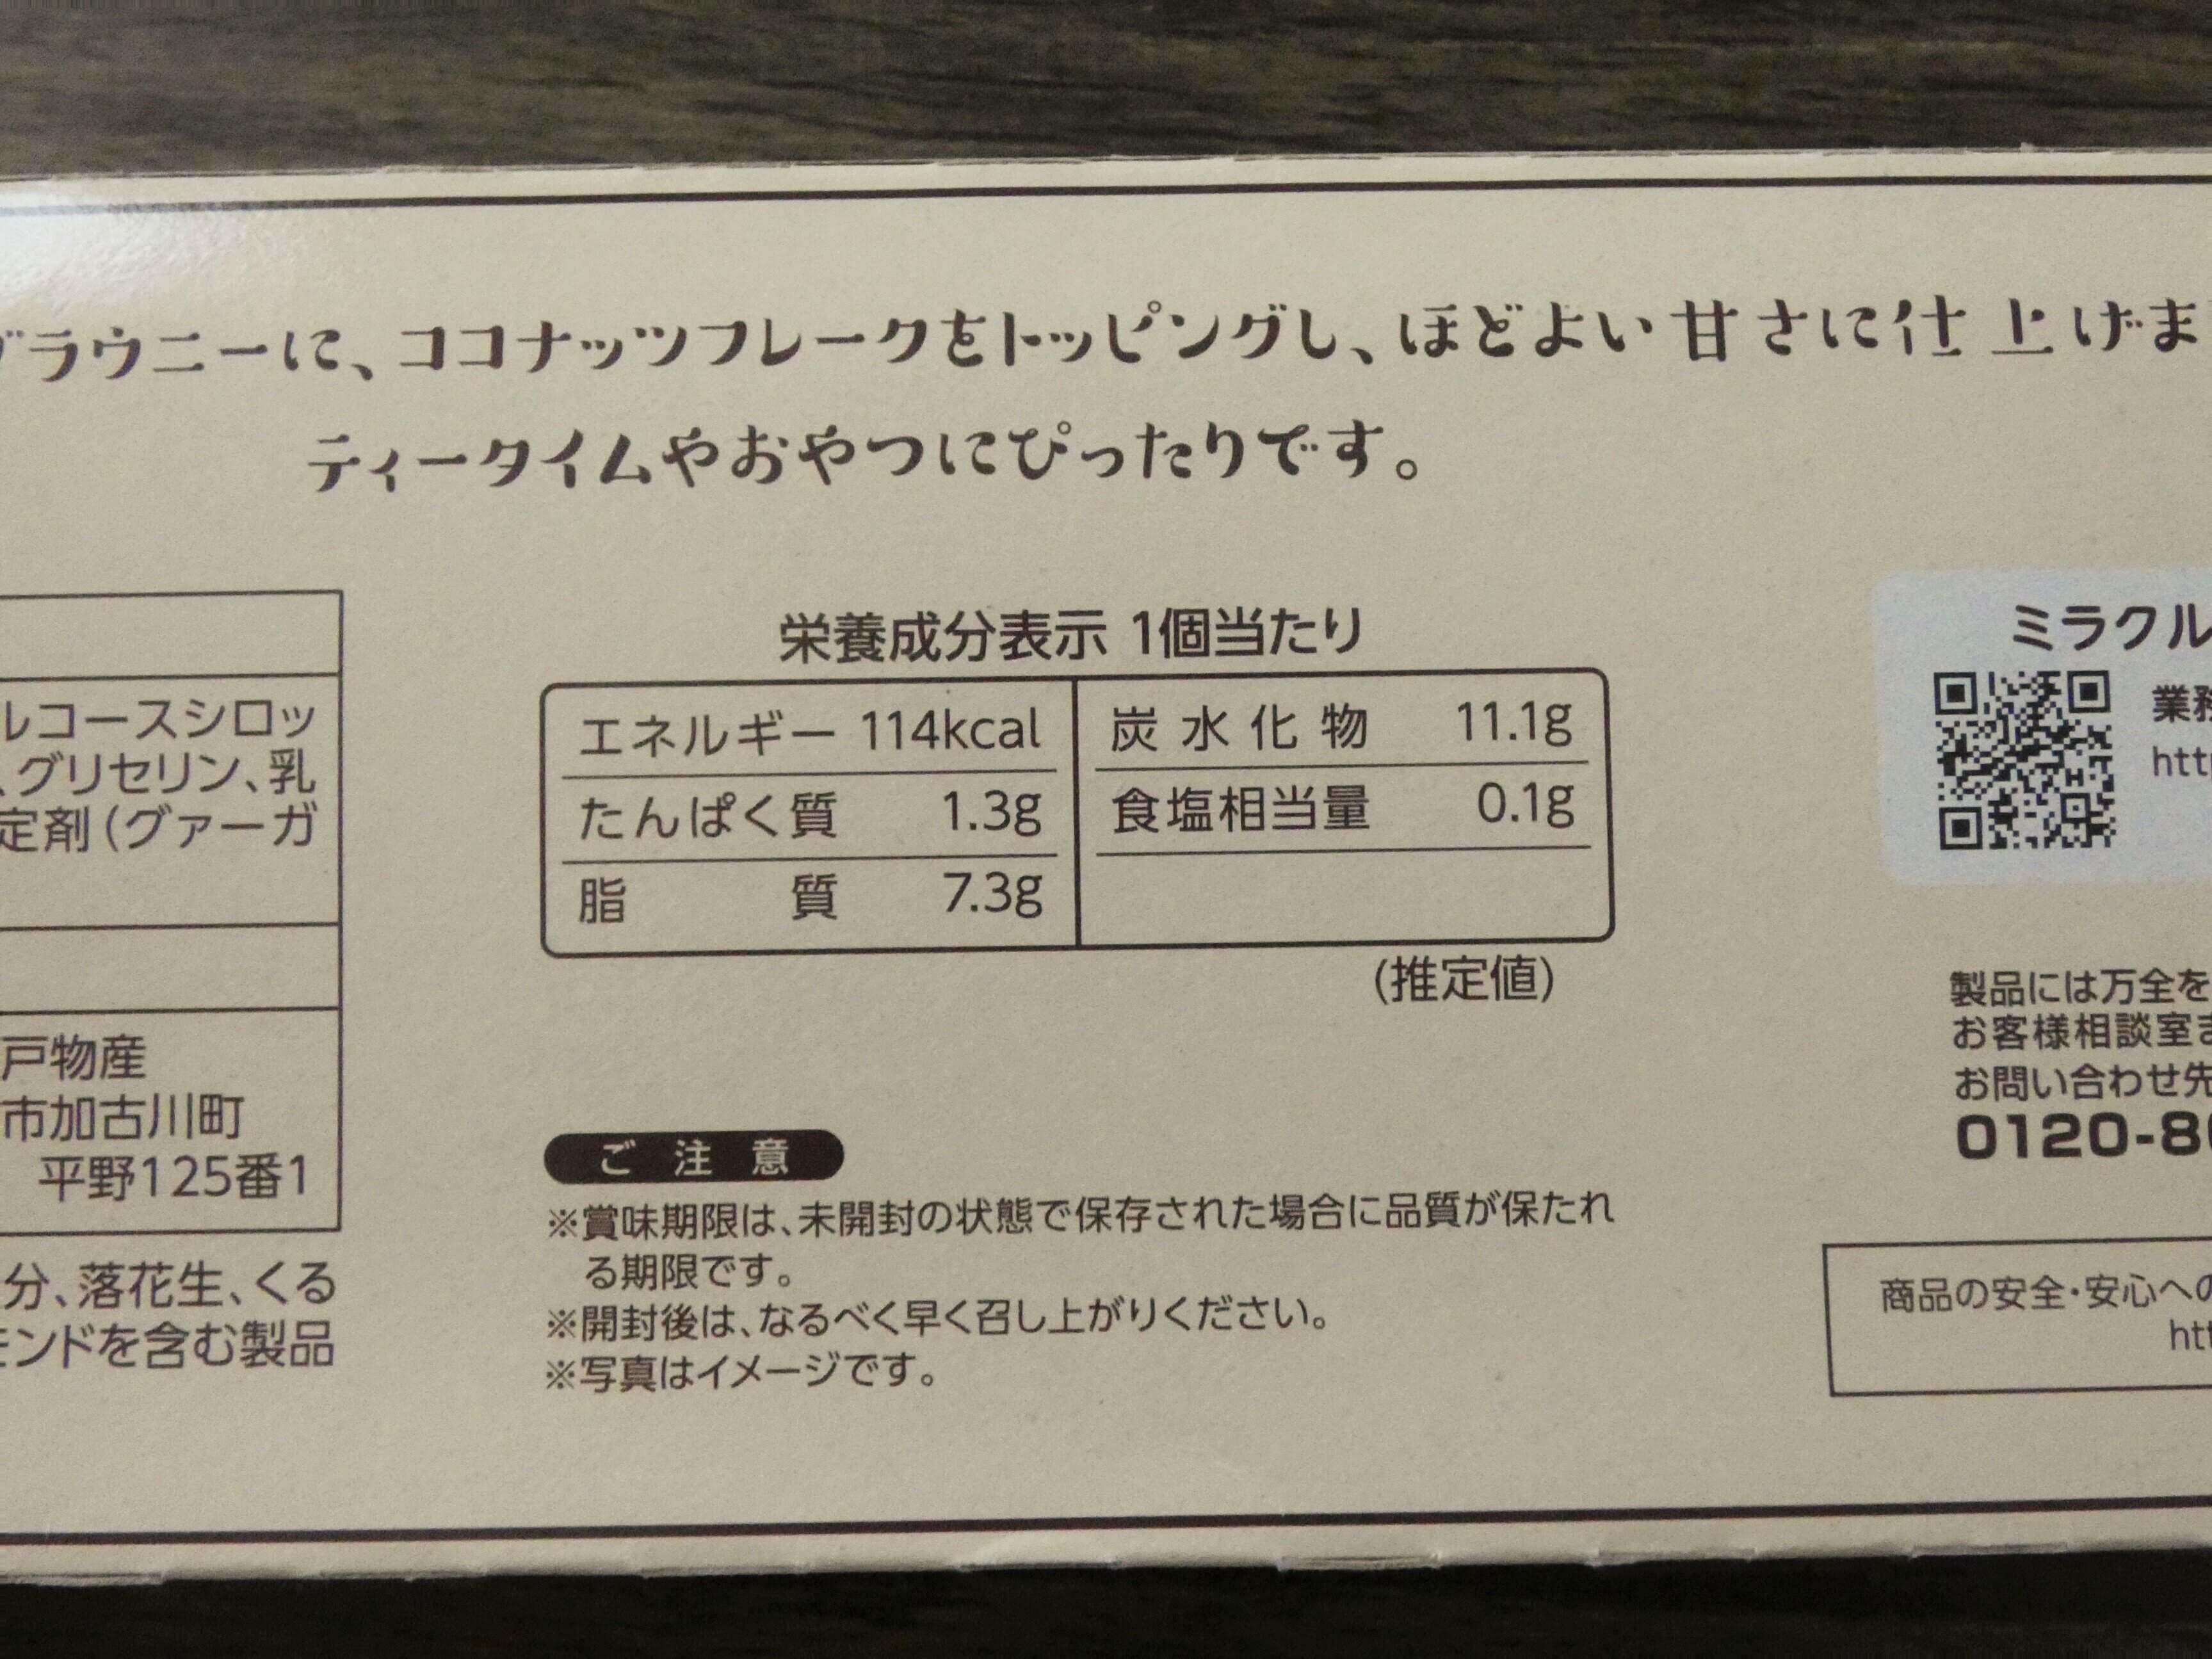 ブラウニーに、ココナッツフレークをトッピングし、ほどよい甘さに仕上げま
ティータイムやおやつにぴったりです。
ルコースシロッ
、グリセリン、乳
定剤(グァーガ
戸物産
市加古川町
平野125番1
分、落花生、くる
モンドを含む製品
栄養成分表示 1個当たり
エネルギー 114kcal
たんぱく質 1.3g
脂質 7.3g
炭水化物 11.1g
食塩相当量 0.1g
(推定値)
ご注意
※賞味期限は、未開封の状態で保存された場合に品質が保たれ
る期限です。
※開封後は、なるべく早く召し上がりください。
※写真はイメージです。
ミラクル
業務
http
製品には万全を
お客様相談室ま
お問い合わせ先
0120-80
商品の安全・安心への
htt